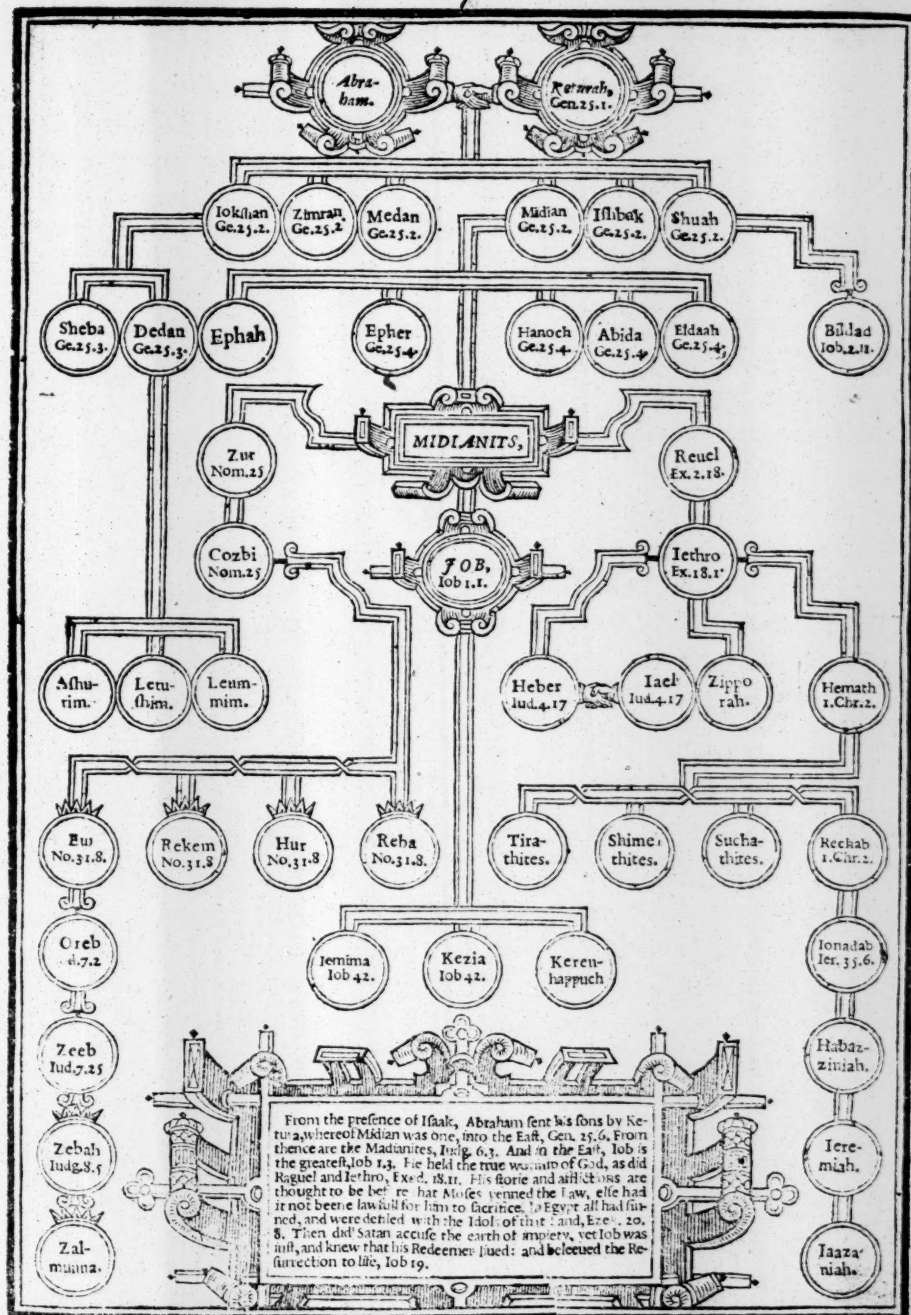 Abra-
ham.
Keturah,
Gen. 25. 1.
Iokshan
Ge. 25. 2.
Zimran
Ge. 25. 2
Medan
Ge. 25. 2.
Midian
Ge. 25. 2.
Ishbak
Ge. 25. 2.
Shuah
Ge. 25. 2.
Sheba
Ge. 25. 3.
Dedan
Ge. 25. 3.
Ephah
Epher
Ge. 25. 4.
Hanoch
Ge. 25. 4.
Abida
Ge. 25. 4.
Eldaah
Ge. 25. 4.
Bildad
Iob. 2. 11.
MIDIANITS,
Zur
Nom. 25
Reuel
Ex. 2. 18.
Cozbi
Nom. 25
JOB,
Iob 1. 1.
Iethro
Ex. 18. 1.
Ashu-
rim.
Letu-
shim.
Leum-
mim.
Heber
Iud. 4. 17
Iael
Iud. 4. 17
Zippo
rah.
Hemath
1. Chr. 2.
Eui
No. 31. 8.
Rekem
No. 31. 8
Hur
No. 31. 8
Reba
No. 31. 8.
Tira-
thites.
Shime-
thites.
Sucha-
thites.
Rechab
1. Chr. 2.
Oreb
7. 2
Iemima
Iob 42.
Kezia
Iob 42.
Keren-
happuch
Ionadab
Ier. 35. 6.
Zeeb
Iud. 7. 25
Habaz-
ziniah.
Zebah
Iudg. 8. 5
Iere-
miah.
Zal-
munna.
Iaaza-
niah.
From the presence of Isaak, Abraham sent his sons by Ke-
tura, whereof Midian was one, into the East, Gen. 25. 6. From
thence are the Madianites, Iudg. 6. 3. And in the East, Iob is
the greatest, Iob 1. 3. He held the true worship of God, as did
Raguel and Iethro, Exod. 18. 11. His storie and afflictions are
thought to be before that Moses penned the Law, else had
it not beene lawfull for him to sacrifice. In Egypt all had sin-
ned, and were defiled with the Idols of that land, Ezek. 20.
8. Then did Satan accuse the earth of impiety, yet Iob was
iust, and knew that his Redeemer liued: and beleeued the Re-
surrection to life, Iob 19.